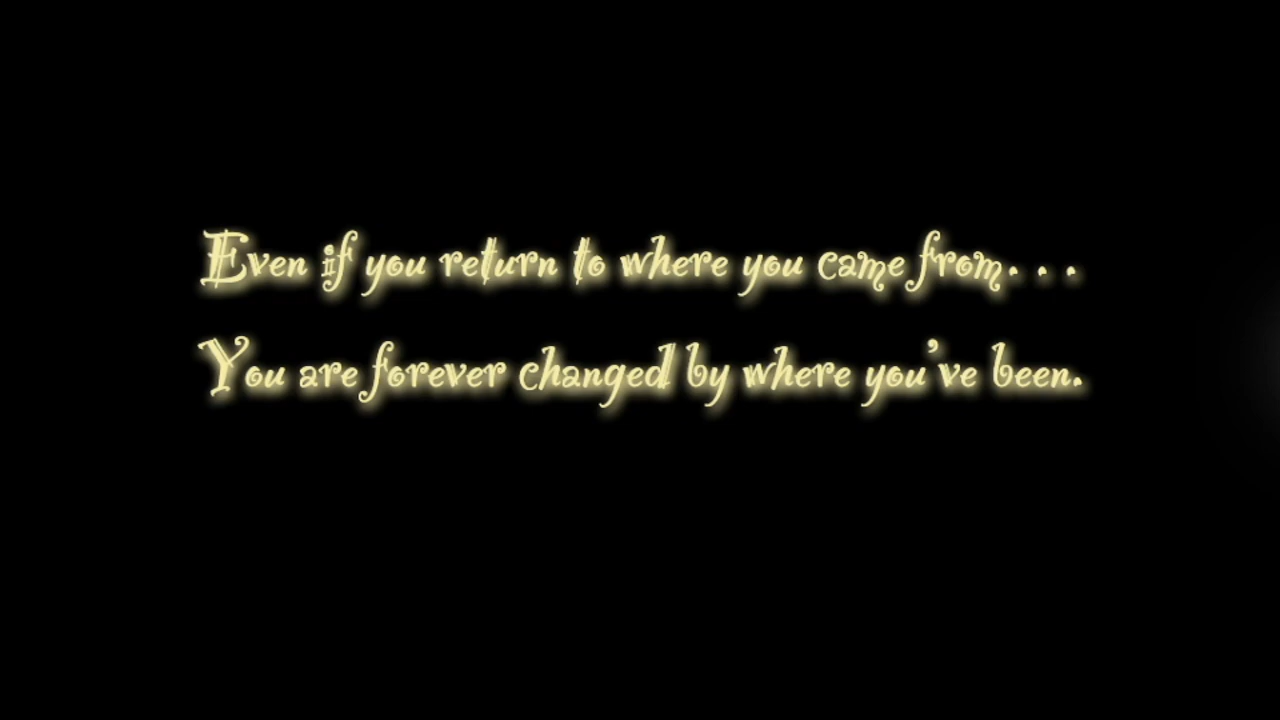 Even if you return to where you came from. . .
You are forever changed by where you've been.